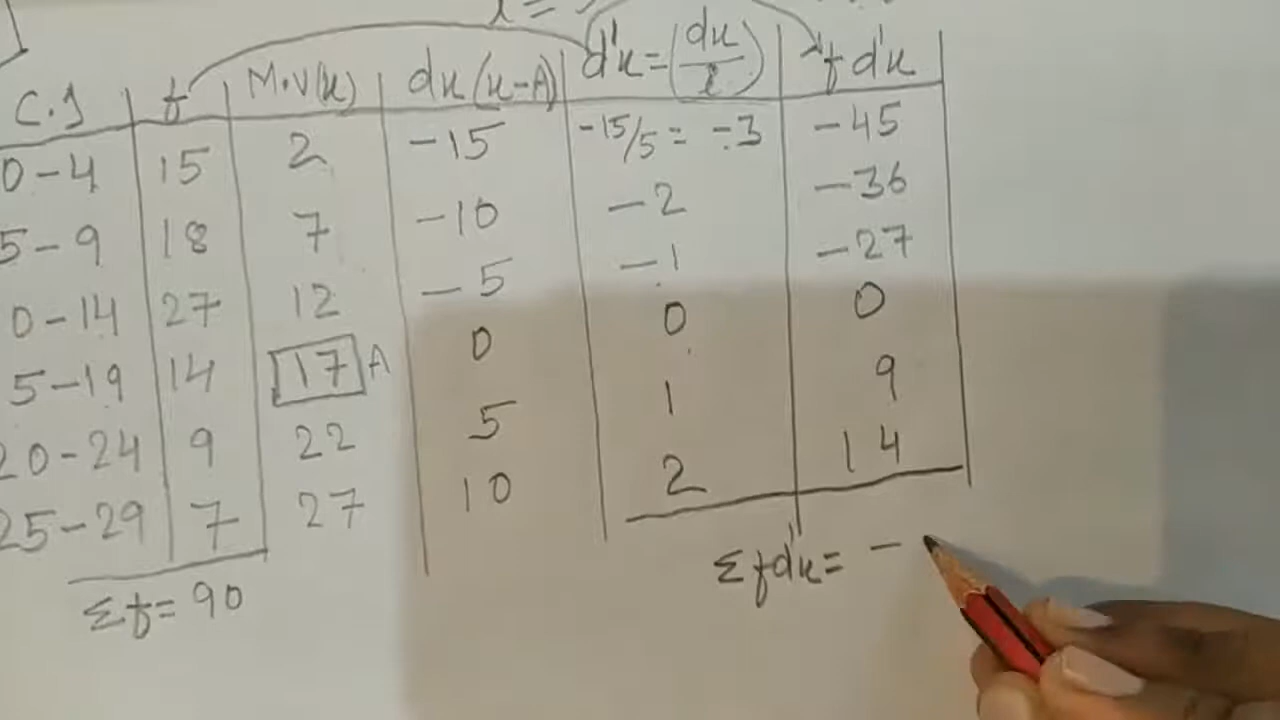 C.I f M.V(x) dx(x-A) d'x=(dx/i) fd'x
0-4 15 2 -15 -15/5 = -3 -45
5-9 18 7 -10 -2 -36
0-14 27 12 -5 -1 -27
5-19 14 17 A 0 0 0
20-24 9 22 5 1 9
25-29 7 27 10 2 14
Σf=90 Σfd'x= -